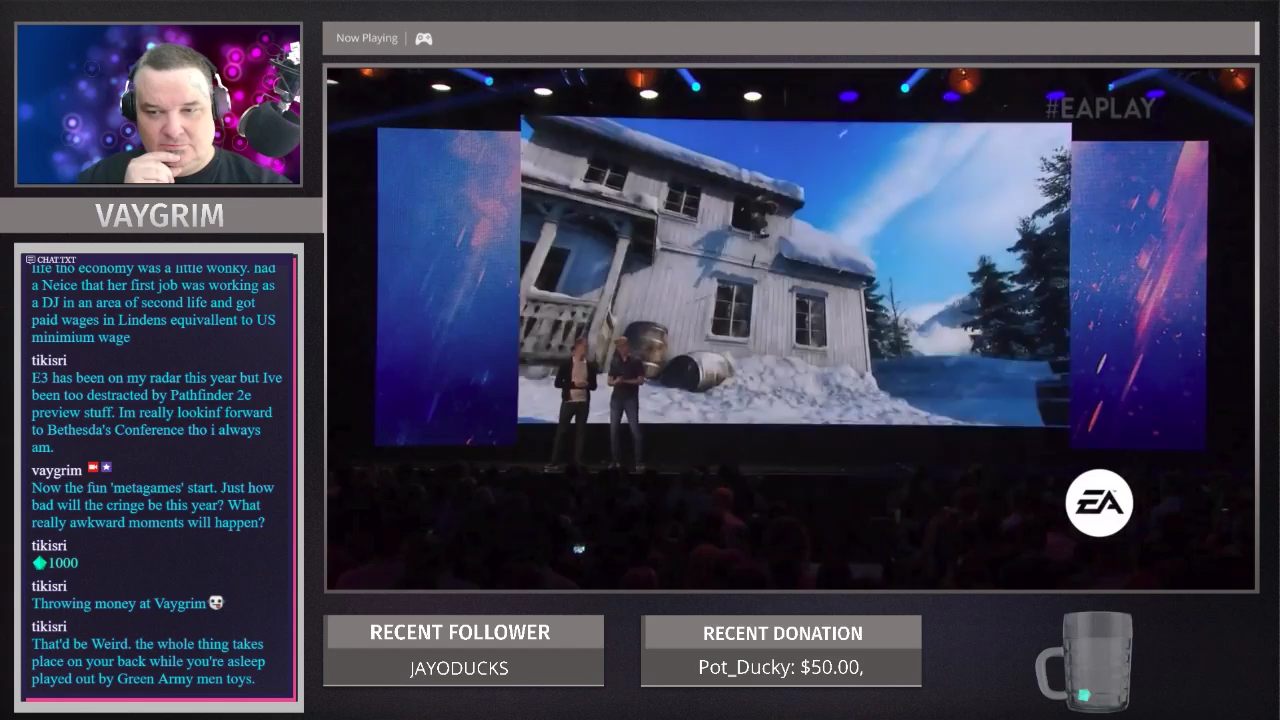 Now Playing
#EAPLAY
VAYGRIM
CHAT.TXT
life tho economy was a little wonky. had
a Neice that her first job was working as
a DJ in an area of second life and got
paid wages in Lindens equivallent to US
minimium wage
tikisri
E3 has been on my radar this year but Ive
been too destracted by Pathfinder 2e
preview stuff. Im really lookinf forward
to Bethesda's Conference tho i always
am.
vaygrim
Now the fun 'metagames' start. Just how
bad will the cringe be this year? What
really awkward moments will happen?
tikisri
1000
tikisri
Throwing money at Vaygrim
tikisri
That'd be Weird. the whole thing takes
place on your back while you're asleep
played out by Green Army men toys.
EA
RECENT FOLLOWER
JAYODUCKS
RECENT DONATION
Pot_Ducky: $50.00,